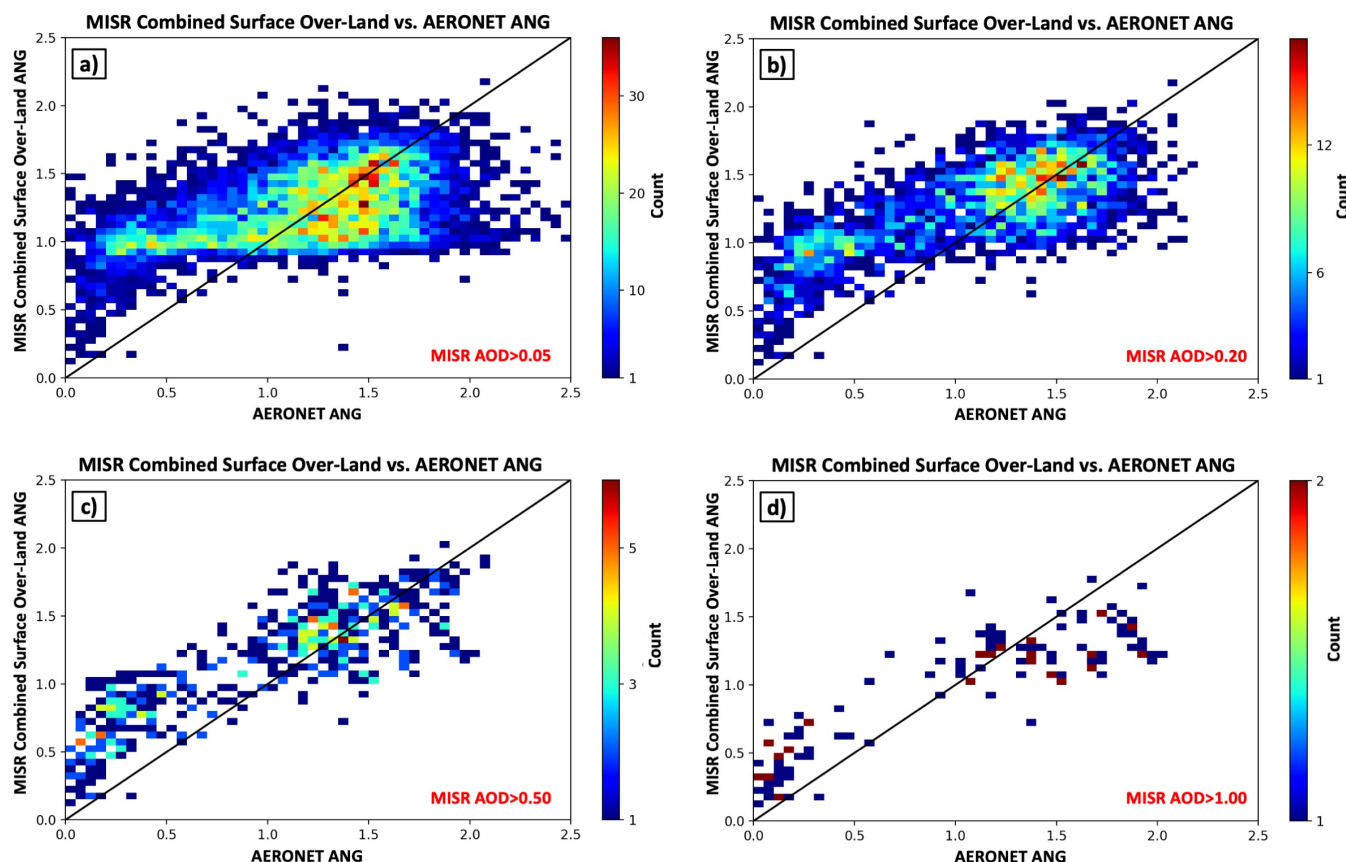 MISR Combined Surface Over-Land vs. AERONET ANG
a)
MISR Combined Surface Over-Land ANG
2.5
2.0
1.5
1.0
0.5
0.0
0.0 0.5 1.0 1.5 2.0 2.5
AERONET ANG
MISR AOD>0.05
30
20
10
1
Count
MISR Combined Surface Over-Land vs. AERONET ANG
b)
MISR Combined Surface Over-Land ANG
2.5
2.0
1.5
1.0
0.5
0.0
0.0 0.5 1.0 1.5 2.0 2.5
AERONET ANG
MISR AOD>0.20
12
6
1
Count
MISR Combined Surface Over-Land vs. AERONET ANG
c)
MISR Combined Surface Over-Land ANG
2.5
2.0
1.5
1.0
0.5
0.0
0.0 0.5 1.0 1.5 2.0 2.5
AERONET ANG
MISR AOD>0.50
5
3
1
Count
MISR Combined Surface Over-Land vs. AERONET ANG
d)
MISR Combined Surface Over-Land ANG
2.5
2.0
1.5
1.0
0.5
0.0
0.0 0.5 1.0 1.5 2.0 2.5
AERONET ANG
MISR AOD>1.00
2
1
Count